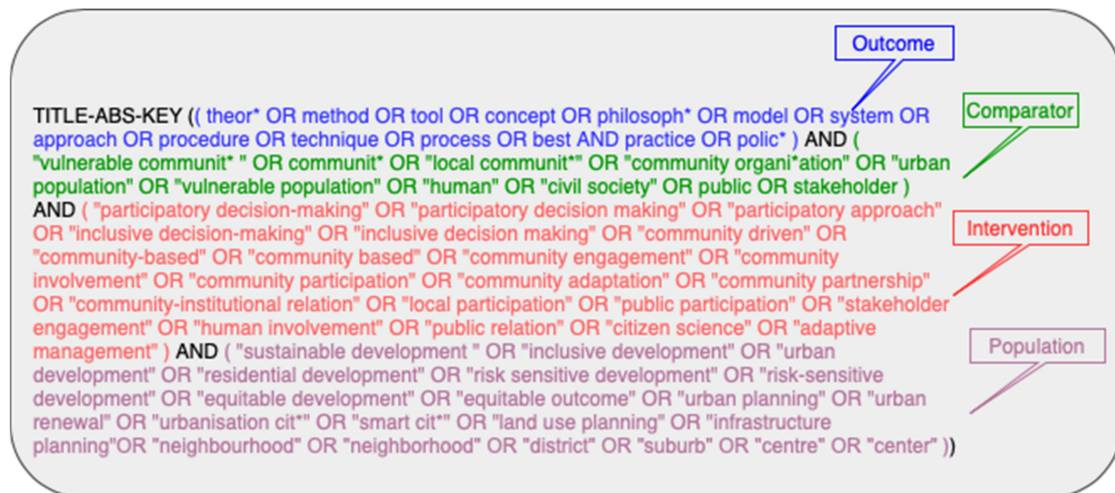 Outcome
TITLE-ABS-KEY (( theor* OR method OR tool OR concept OR philosoph* OR model OR system OR
Comparator
approach OR procedure OR technique OR process OR best AND practice OR polic* ) AND (
"vulnerable communit* " OR communit* OR "local communit*" OR "community organi*ation" OR "urban
population" OR "vulnerable population" OR "human" OR "civil society" OR public OR stakeholder )
AND ( "participatory decision-making" OR "participatory decision making" OR "participatory approach"
Intervention
OR "inclusive decision-making" OR "inclusive decision making" OR "community driven" OR
"community-based" OR "community based" OR "community engagement" OR "community
involvement" OR "community participation" OR "community adaptation" OR "community partnership"
OR "community-institutional relation" OR "local participation" OR "public participation" OR "stakeholder
engagement" OR "human involvement" OR "public relation" OR "citizen science" OR "adaptive
Population
management" ) AND ( "sustainable development " OR "inclusive development" OR "urban
development" OR "residential development" OR "risk sensitive development" OR "risk-sensitive
development" OR "equitable development" OR "equitable outcome" OR "urban planning" OR "urban
renewal" OR "urbanisation cit*" OR "smart cit*" OR "land use planning" OR "infrastructure
planning"OR "neighbourhood" OR "neighborhood" OR "district" OR "suburb" OR "centre" OR "center" ))